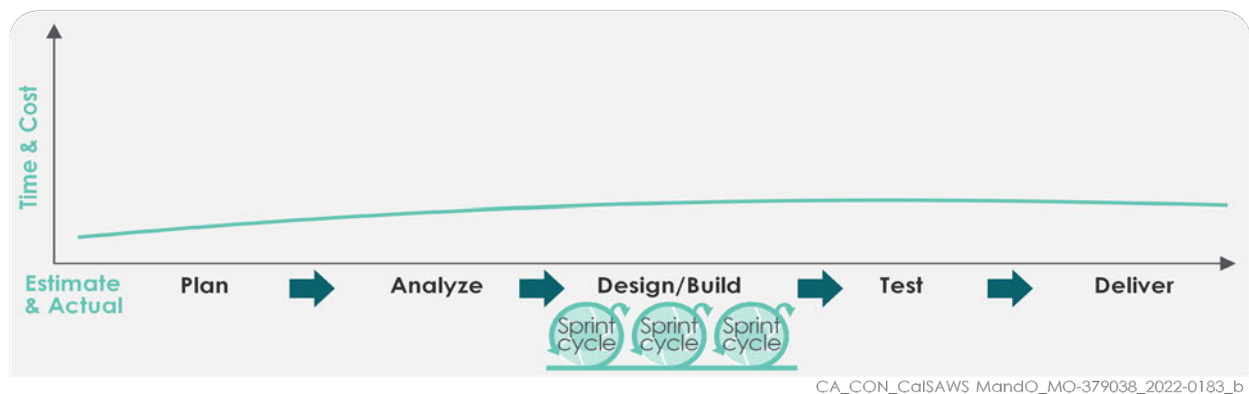 Time & Cost
Estimate
& Actual
Plan
Analyze
Design/Build
Test
Deliver
Sprint
cycle
Sprint
cycle
Sprint
cycle
CA_CON_CalSAWS MandO_MO-379038_2022-0183_b